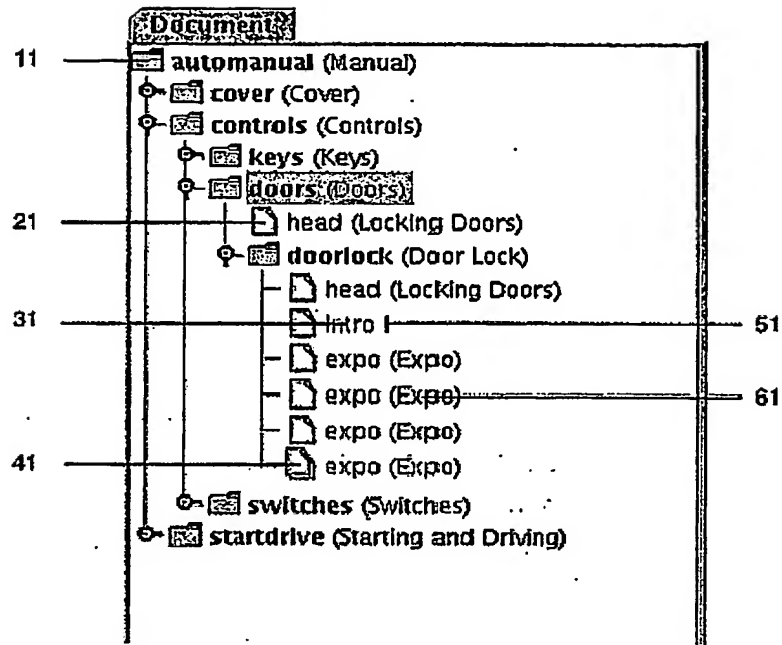 Document
11 automanual (Manual)
cover (Cover)
controls (Controls)
keys (Keys)
doors (Doors)
21 head (Locking Doors)
doorlock (Door Lock)
head (Locking Doors)
31 Intro 51
expo (Expo)
expo (Expo) 61
expo (Expo)
41 expo (Expo)
switches (Switches)
startdrive (Starting and Driving)